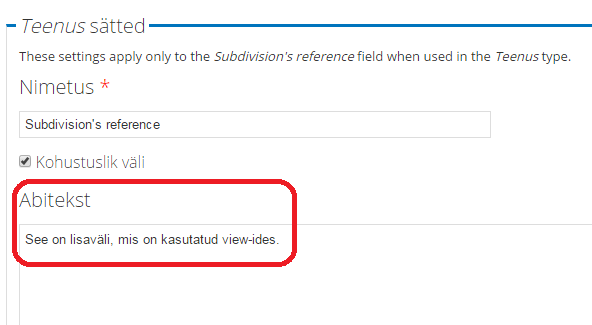 Teenus sätted
These settings apply only to the Subdivision's reference field when used in the Teenus type.
Nimetus *
Subdivision's reference
Kohustuslik väli
Abitekst
See on lisaväli, mis on kasutatud view-ides.